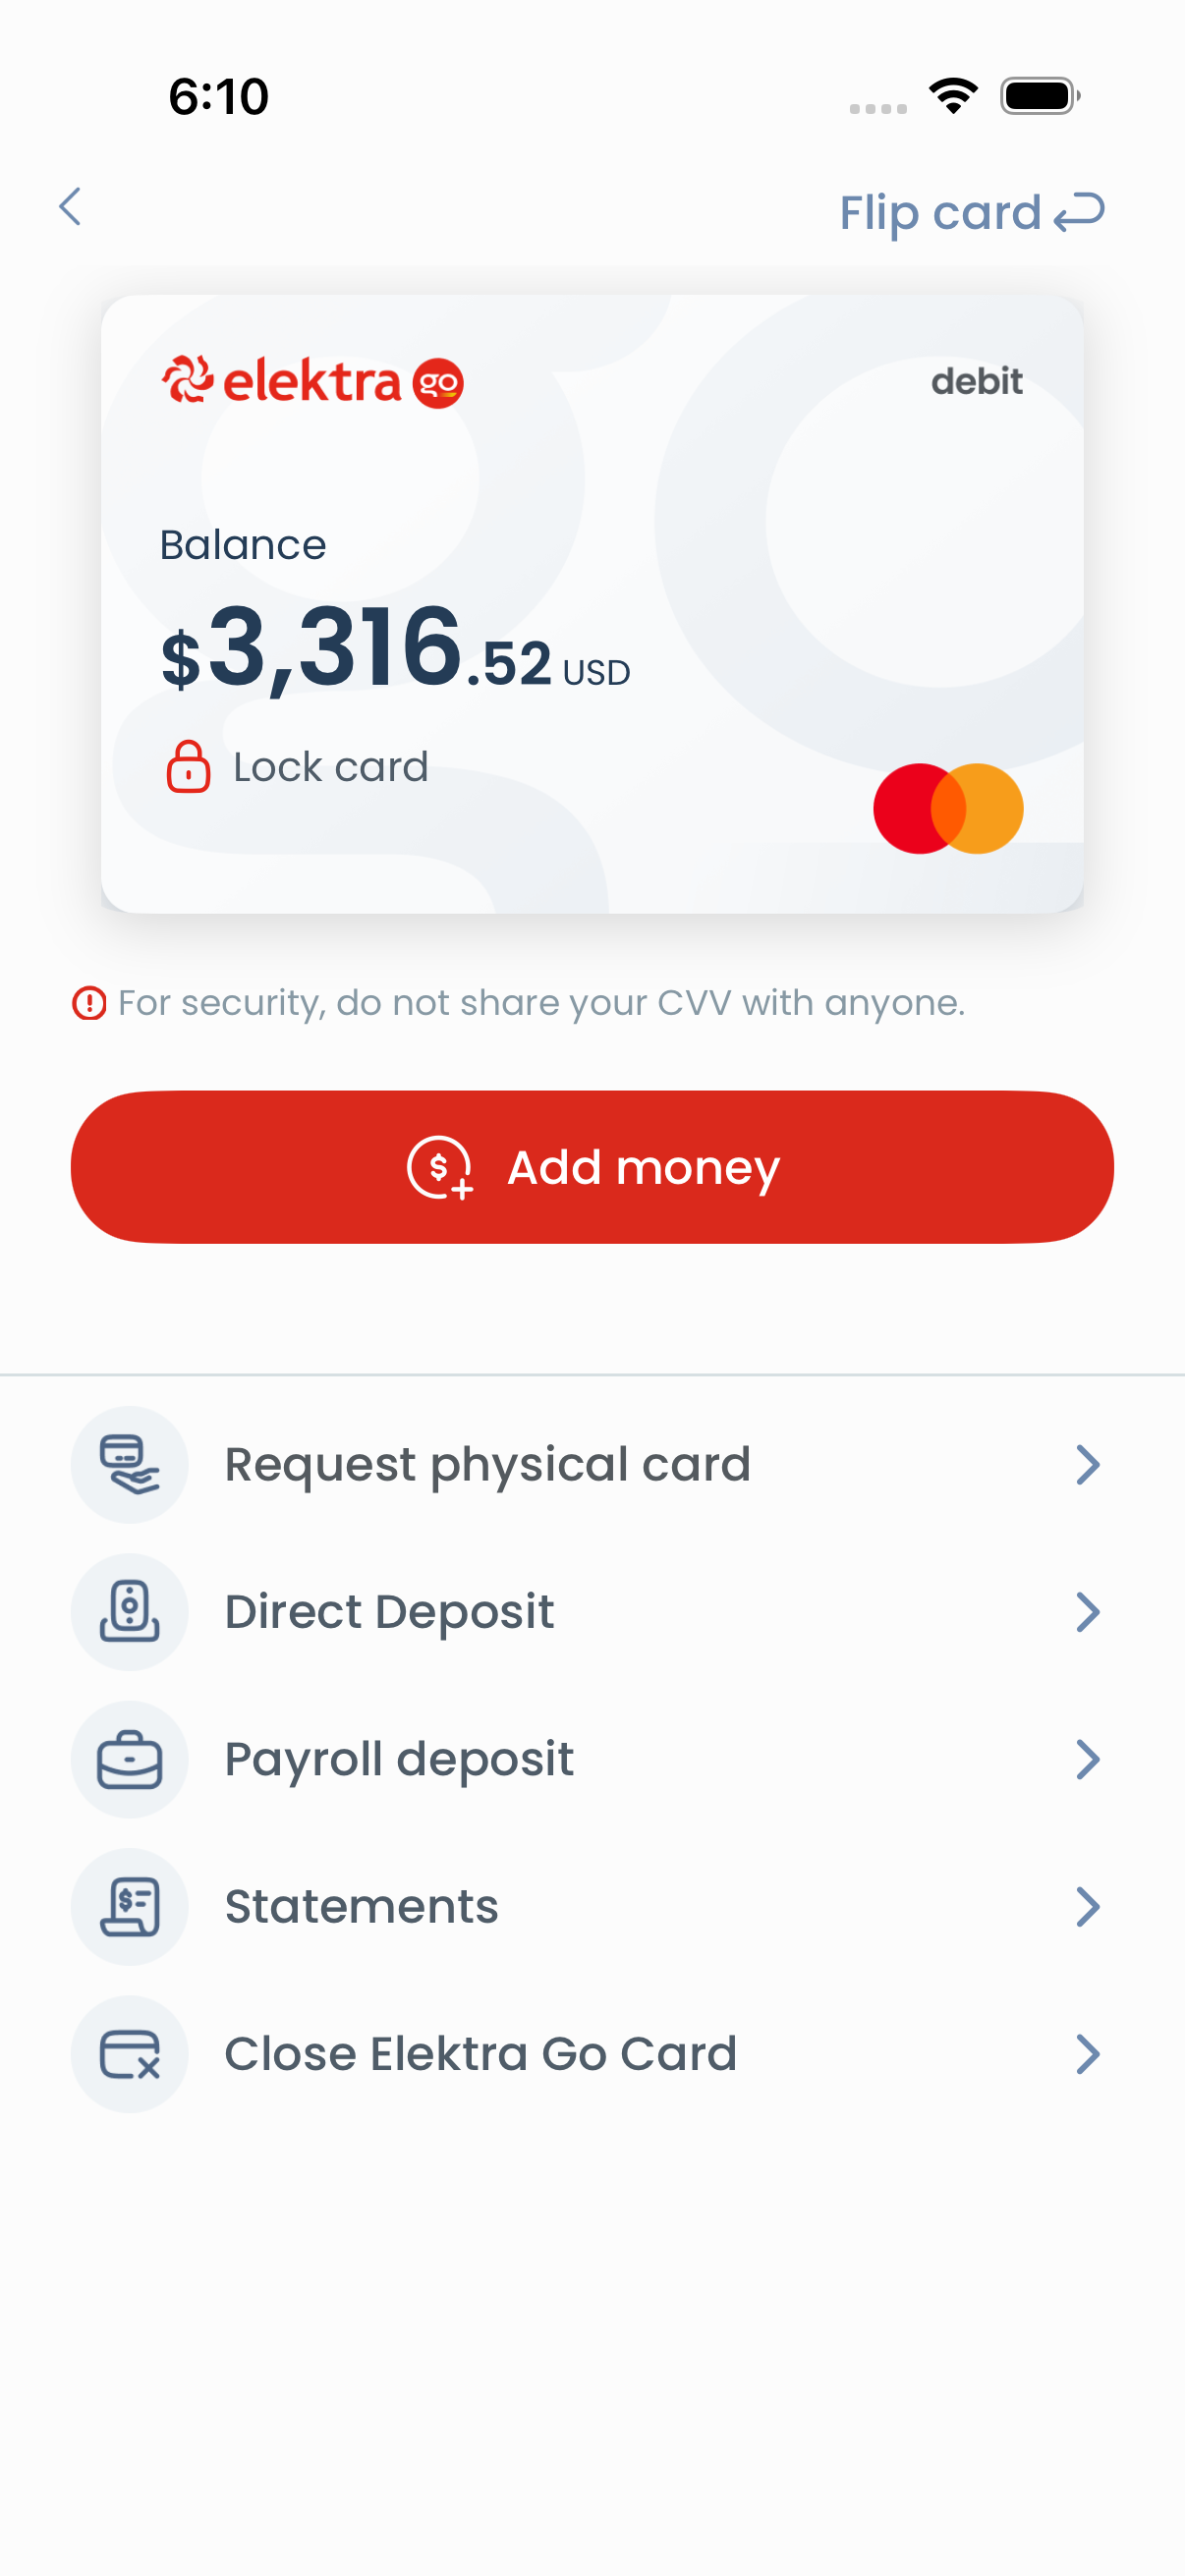 6:10
Flip card
elektra go
debit
Balance
$3,316.52 USD
Lock card
For security, do not share your CVV with anyone.
Add money
Request physical card
Direct Deposit
Payroll deposit
Statements
Close Elektra Go Card